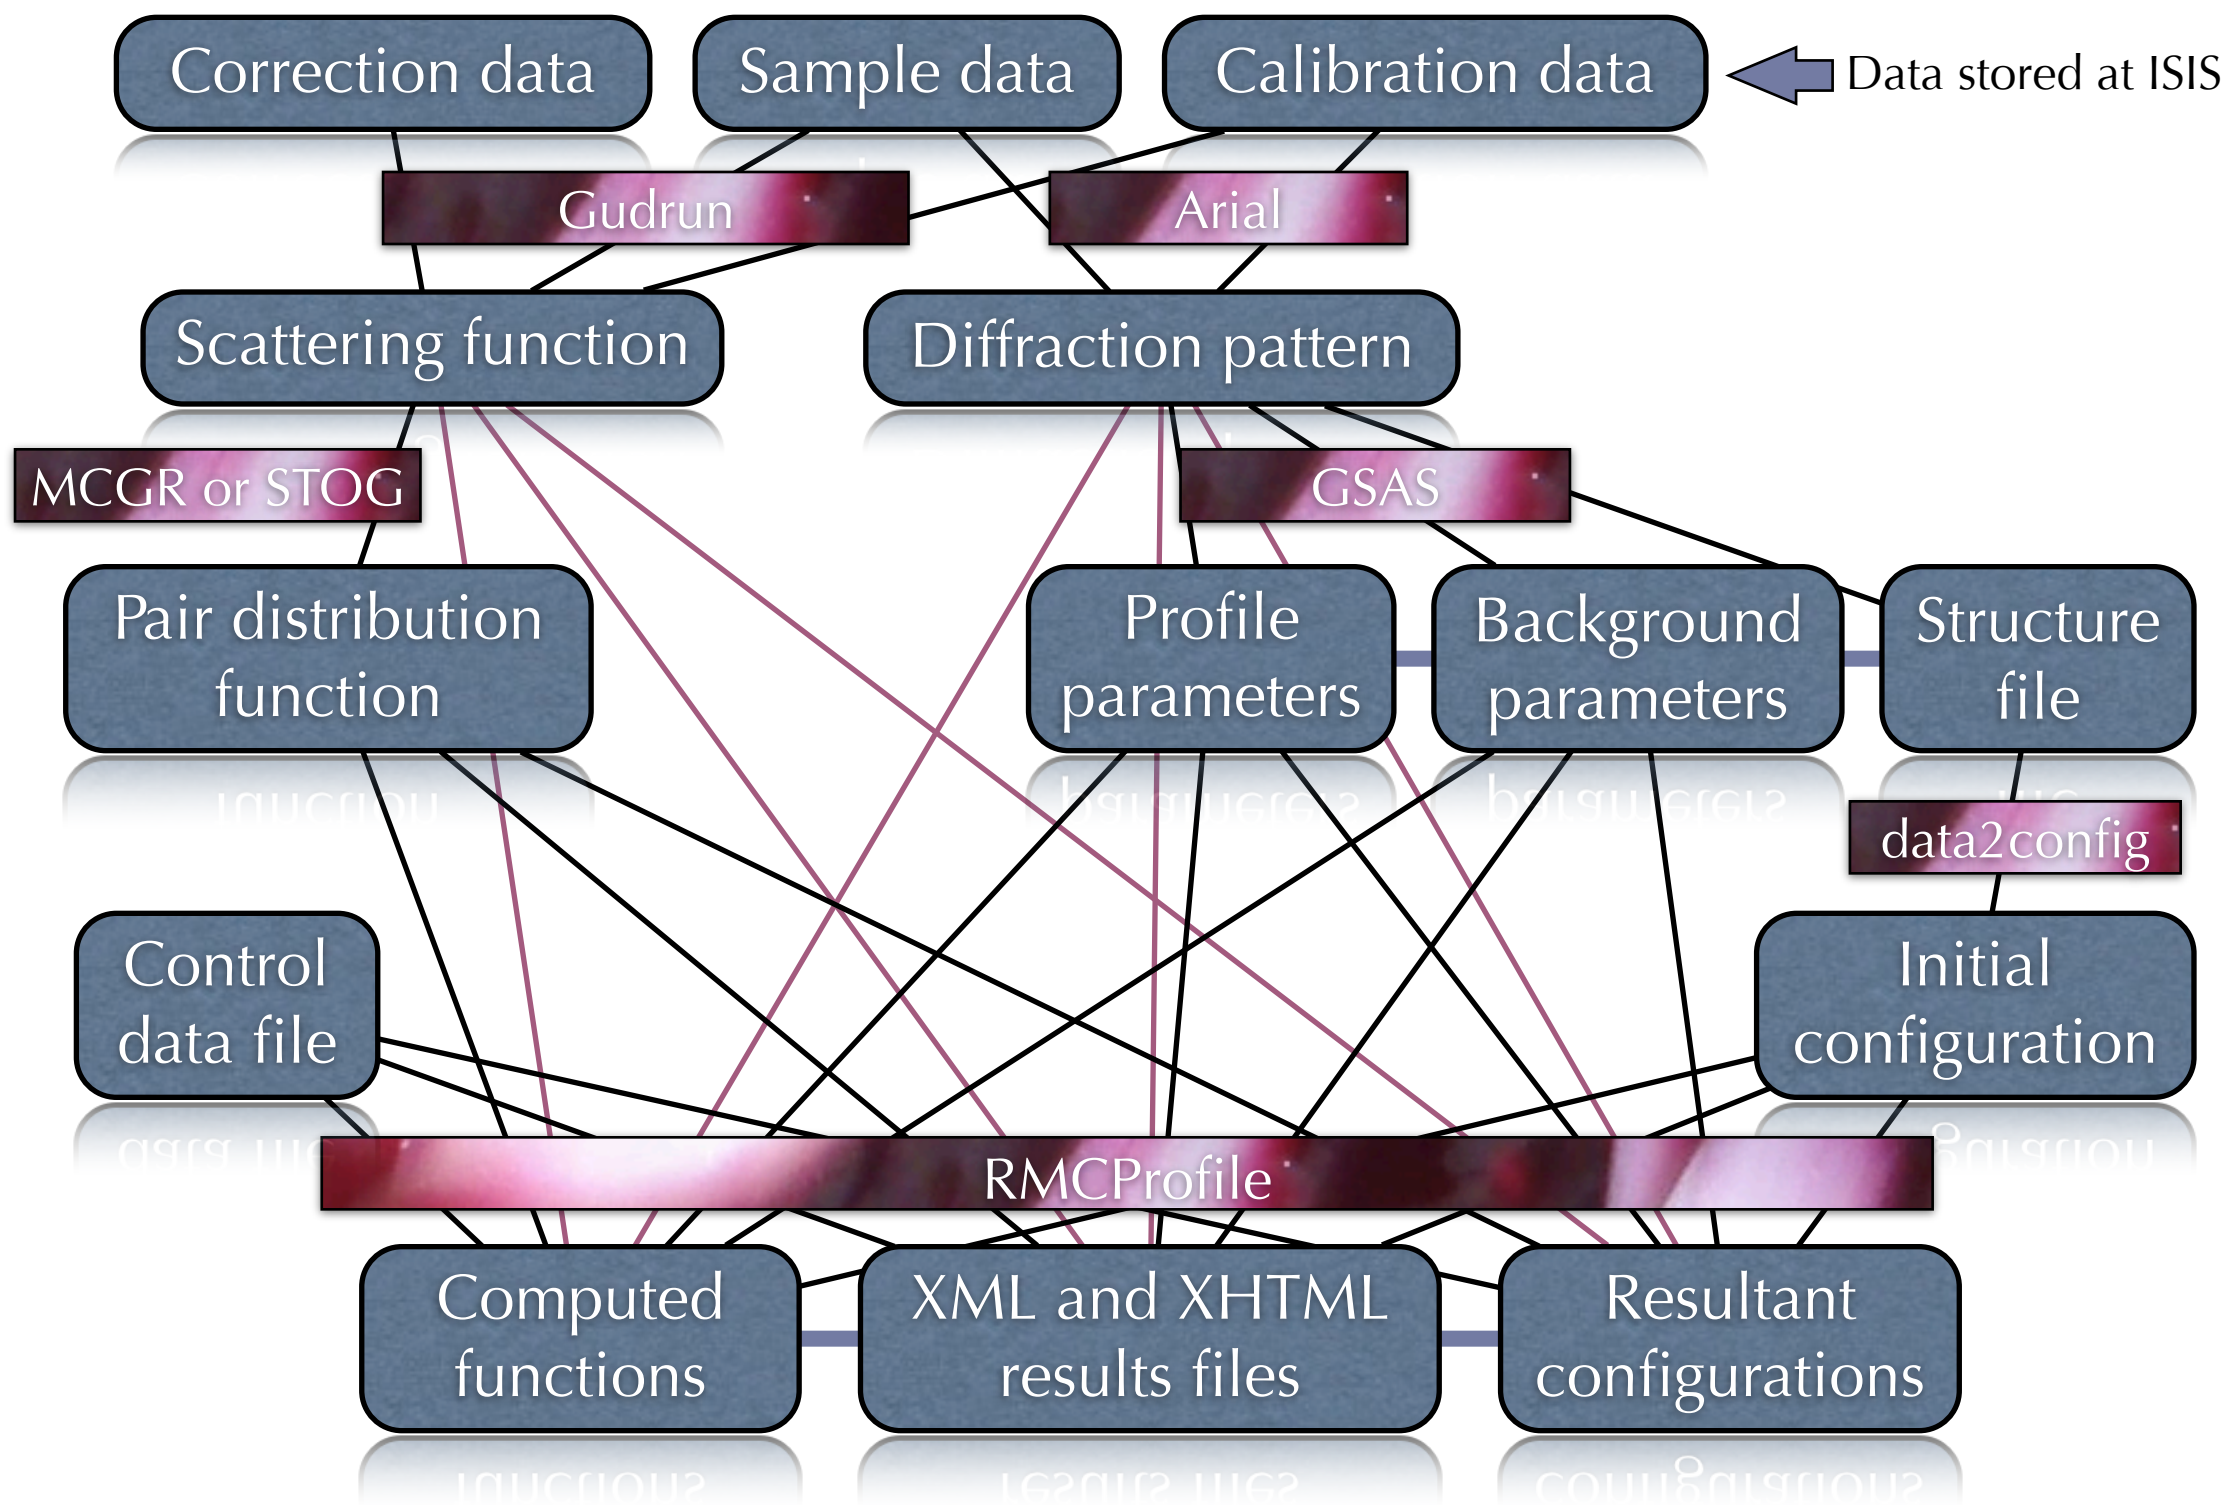 Correction data
Sample data
Calibration data
Data stored at ISIS
Gudrun
Arial
Scattering function
Diffraction pattern
MCGR or STOG
GSAS
Pair distribution
function
Profile
parameters
Background
parameters
Structure
file
data2config
Control
data file
Initial
configuration
RMCProfile
Computed
functions
XML and XHTML
results files
Resultant
configurations